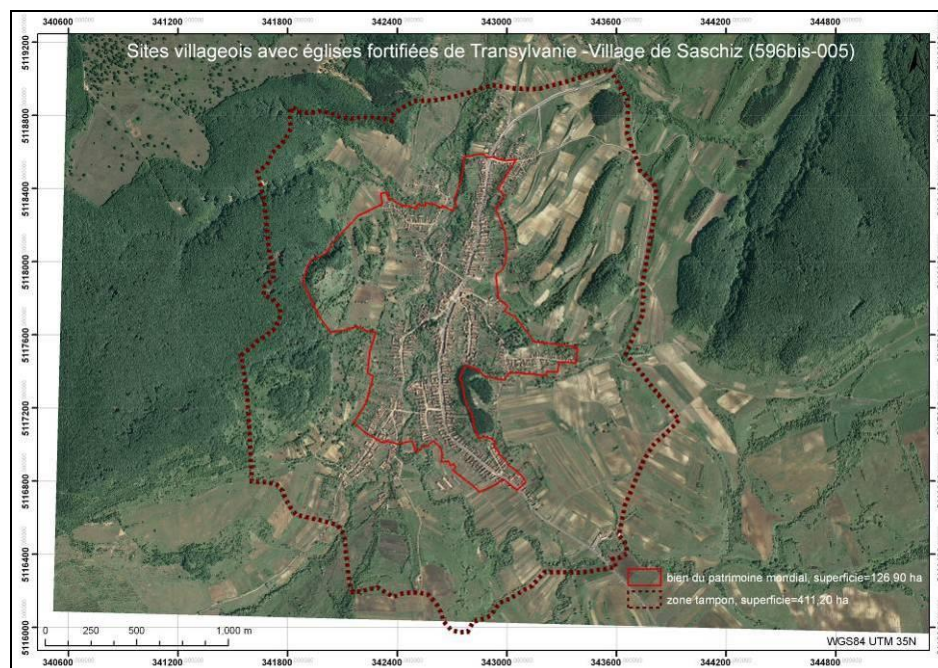 340600 341200 341800 342400 343000 343600 344200 344800
Sites villageois avec églises fortifiées de Transylvanie -Village de Saschiz (596bis-005)
5119200
5118800
5118400
5118000
5117600
5117200
5116800
5116400
5116000
bien du patrimoine mondial, superficie=126,90 ha
zone tampon, superficie=411,20 ha
0 250 500 1,000 m
WGS84 UTM 35N
340600 341200 341800 342400 343000 343600 344200 344800